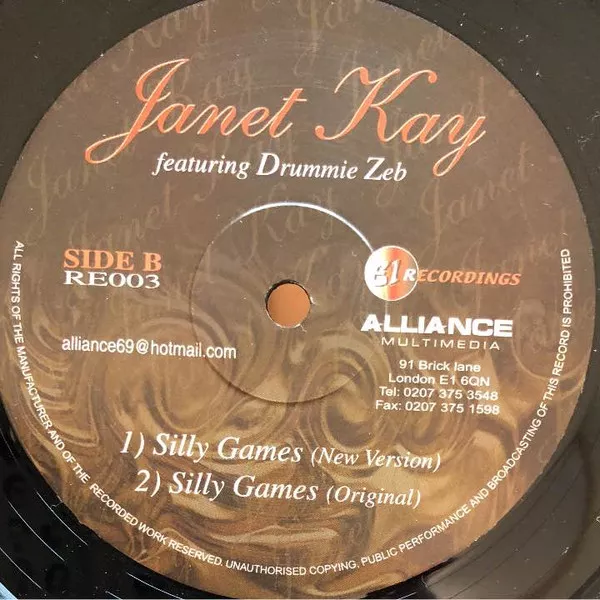 Janet Kay
featuring Drummie Zeb
SIDE B
RE003
RECORDINGS
alliance69@hotmail.com
ALLIANCE
MULTIMEDIA
91 Brick lane
London E1 6QN
Tel: 0207 375 3548
Fax: 0207 375 1598
1) Silly Games (New Version)
2) Silly Games (Original)
ALL RIGHTS OF THE MANUFACTURER AND OF THE RECORDED WORK RESERVED. UNAUTHORISED COPYING, PUBLIC PERFORMANCE AND BROADCASTING OF THIS RECORD IS PROHIBITED